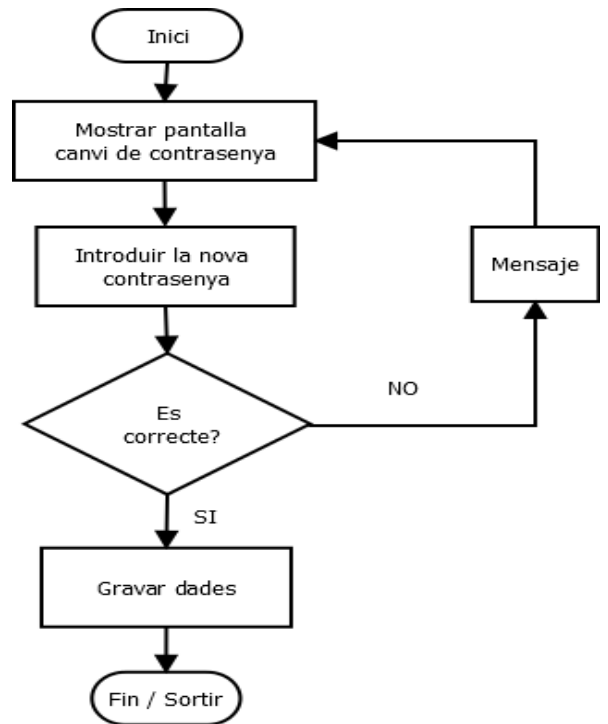 Inici
Mostrar pantalla
canvi de contrasenya
Introduir la nova
contrasenya
Mensaje
NO
Es
correcte?
SI
Gravar dades
Fin / Sortir